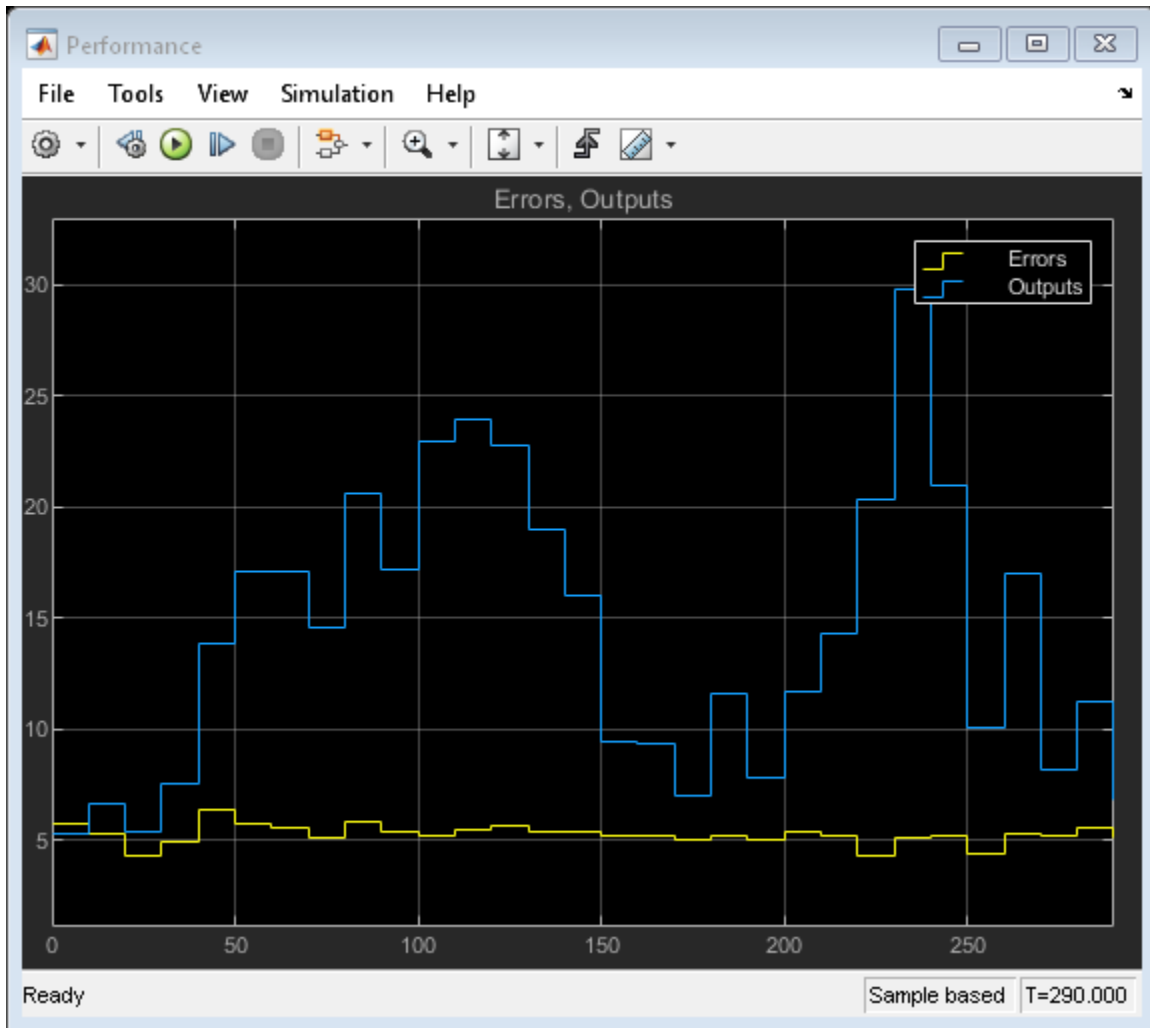 Performance
File Tools View Simulation Help
Errors, Outputs
Errors
Outputs
30
25
20
15
10
5
0 50 100 150 200 250
Ready Sample based T=290.000